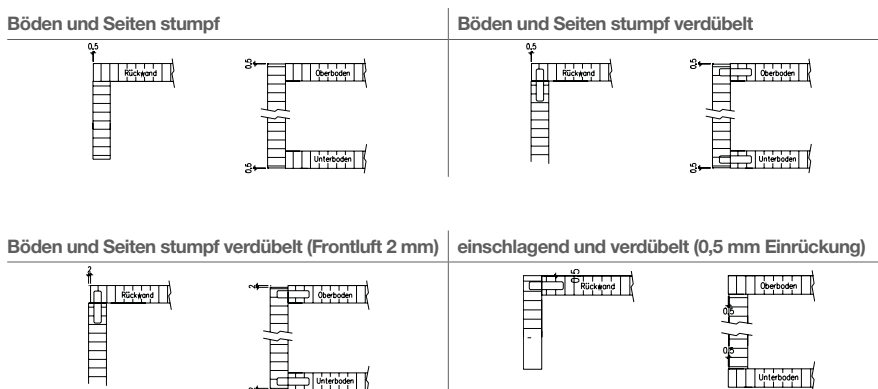 Böden und Seiten stumpf
0,5
Rückwand
0,5
Oberboden
Unterboden
0,5
Böden und Seiten stumpf verdübelt
0,5
Rückwand
0,5
Oberboden
Unterboden
0,5
Böden und Seiten stumpf verdübelt (Frontluft 2 mm)
2
Rückwand
2
Oberboden
Unterboden
2
einschlagend und verdübelt (0,5 mm Einrückung)
0,5
Rückwand
Oberboden
0,5
0,5
Unterboden